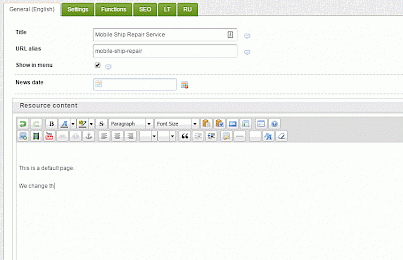 General (English) Settings Functions SEO LT RU
Title Mobile Ship Repair Service
URL alias mobile-ship-repair
Show in menu
News date
Resource content
B S Paragraph Font Size
This is a default page.
We change th